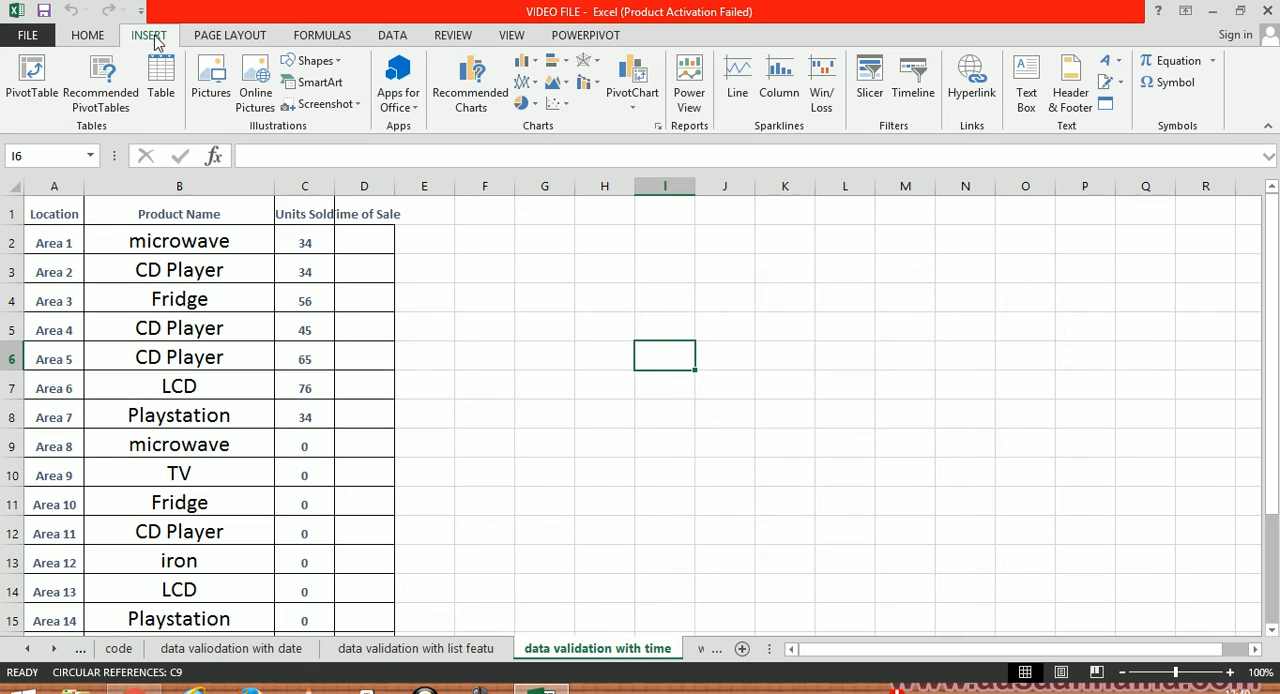 VIDEO FILE - Excel (Product Activation Failed)
FILE HOME INSERT PAGE LAYOUT FORMULAS DATA REVIEW VIEW POWERPIVOT Sign in
PivotTable Recommended PivotTables Table
Tables
Pictures Online Pictures Shapes SmartArt Screenshot
Illustrations
Apps for Office
Apps
Recommended Charts PivotChart
Charts
Power View
Reports
Line Column Win/ Loss
Sparklines
Slicer Timeline
Filters
Hyperlink
Links
Text Box Header & Footer
Text
Equation Symbol
Symbols
I6 fx
A B C D E F G H I J K L M N O P Q R
1 Location Product Name Units Sold ime of Sale
2 Area 1 microwave 34
3 Area 2 CD Player 34
4 Area 3 Fridge 56
5 Area 4 CD Player 45
6 Area 5 CD Player 65
7 Area 6 LCD 76
8 Area 7 Playstation 34
9 Area 8 microwave 0
10 Area 9 TV 0
11 Area 10 Fridge 0
12 Area 11 CD Player 0
13 Area 12 iron 0
14 Area 13 LCD 0
15 Area 14 Playstation 0
... code data valiodation with date data validation with list featu data validation with time ...
READY CIRCULAR REFERENCES: C9 100%